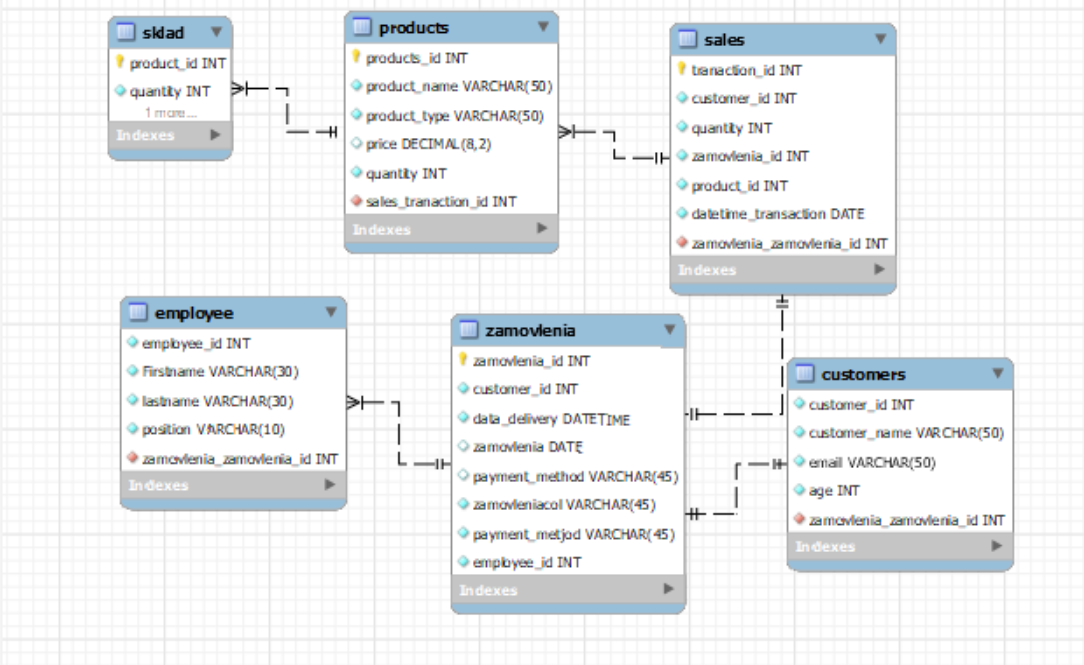 sklad
product_id INT
quantity INT
1 more...
Indexes
products
products_id INT
product_name VARCHAR(50)
product_type VARCHAR(50)
price DECIMAL(8,2)
quantity INT
sales_tranaction_id INT
Indexes
sales
tranaction_id INT
customer_id INT
quantity INT
zamovlenia_id INT
product_id INT
datetime_transaction DATE
zamovlenia_zamovlenia_id INT
Indexes
employee
employee_id INT
Firstname VARCHAR(30)
lastname VARCHAR(30)
position VARCHAR(10)
zamovlenia_zamovlenia_id INT
Indexes
zamovlenia
zamovlenia_id INT
customer_id INT
data_delivery DATETIME
zamovlenia DATE
payment_method VARCHAR(45)
zamovleniacol VARCHAR(45)
payment_metjod VARCHAR(45)
employee_id INT
Indexes
customers
customer_id INT
customer_name VARCHAR(50)
email VARCHAR(50)
age INT
zamovlenia_zamovlenia_id INT
Indexes